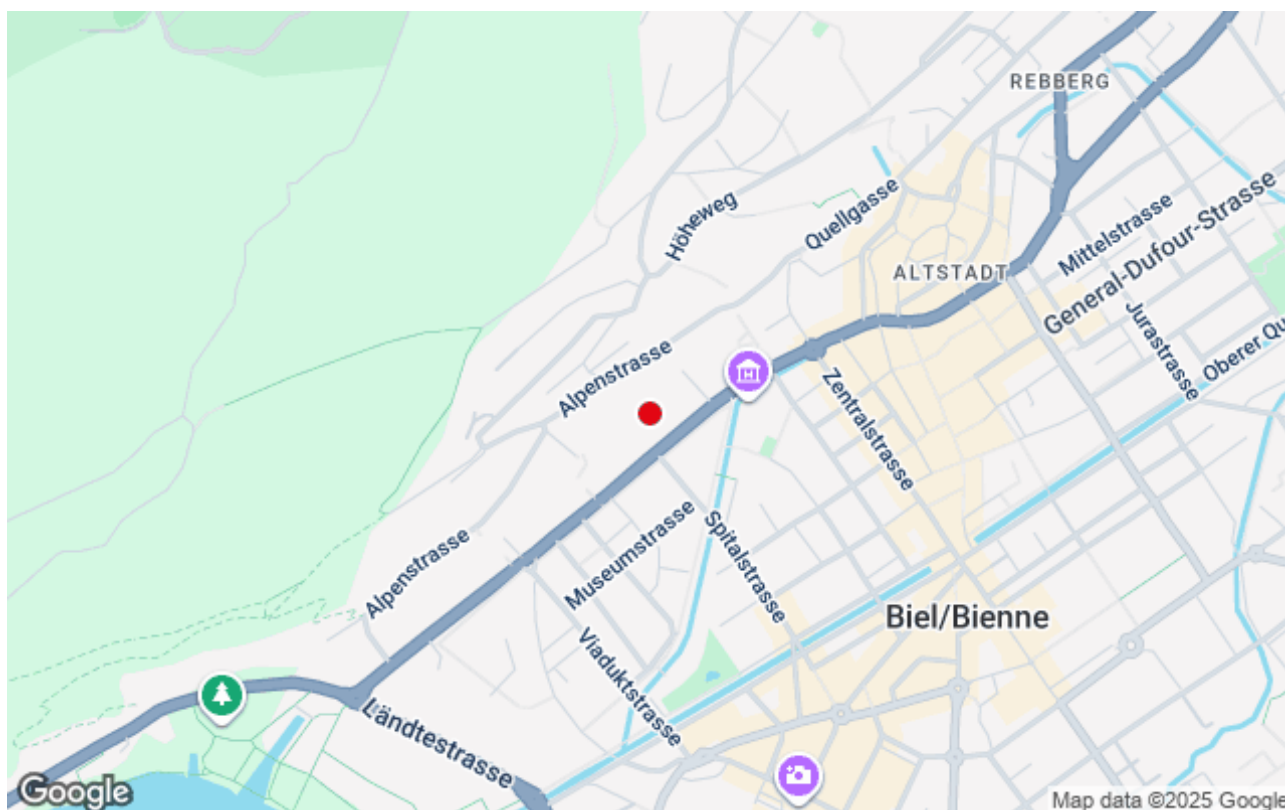 REBBERG
Höheweg
Quellgasse
Mittelstrasse
General-Dufour-Strasse
ALTSTADT
Jurastrasse
Oberer Qu
Alpenstrasse
Zentralstrasse
Museumstrasse
Spitalstrasse
Alpenstrasse
Biel/Bienne
Viaduktstrasse
Ländtestrasse
Google
Map data ©2025 Google